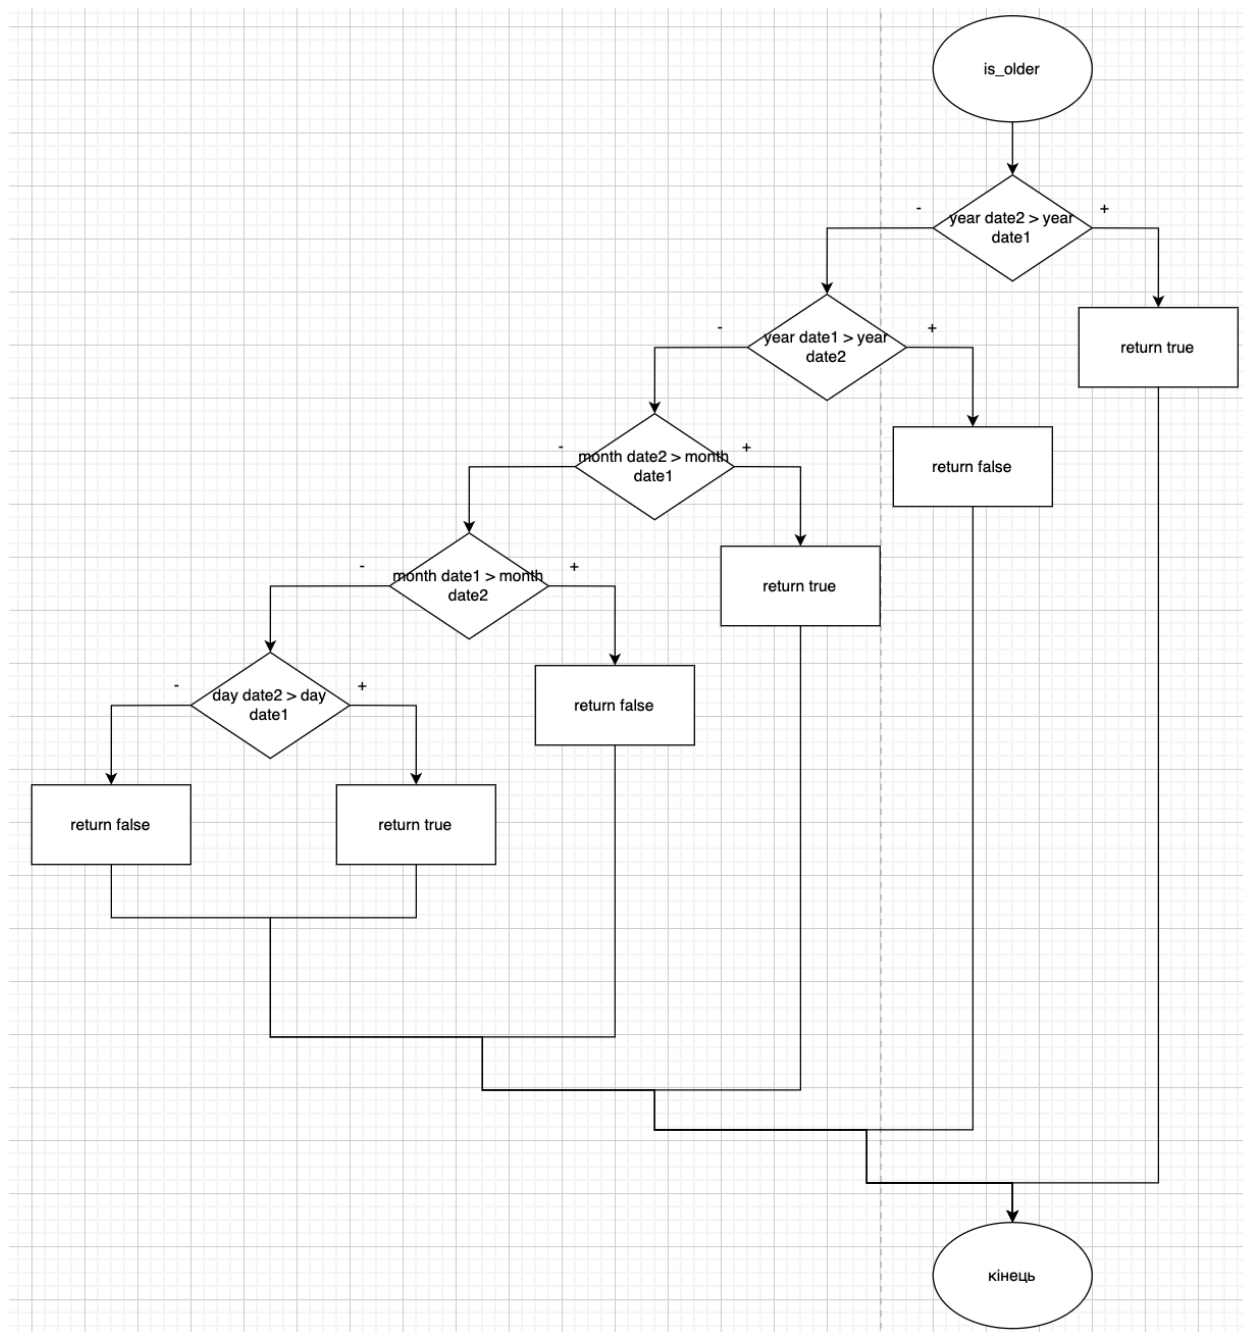 is_older
-
year date2 > year
date1
+
-
year date1 > year
date2
+
return true
-
month date2 > month
date1
+
return false
-
month date1 > month
date2
+
return true
-
day date2 > day
date1
+
return false
return false
return true
кінець